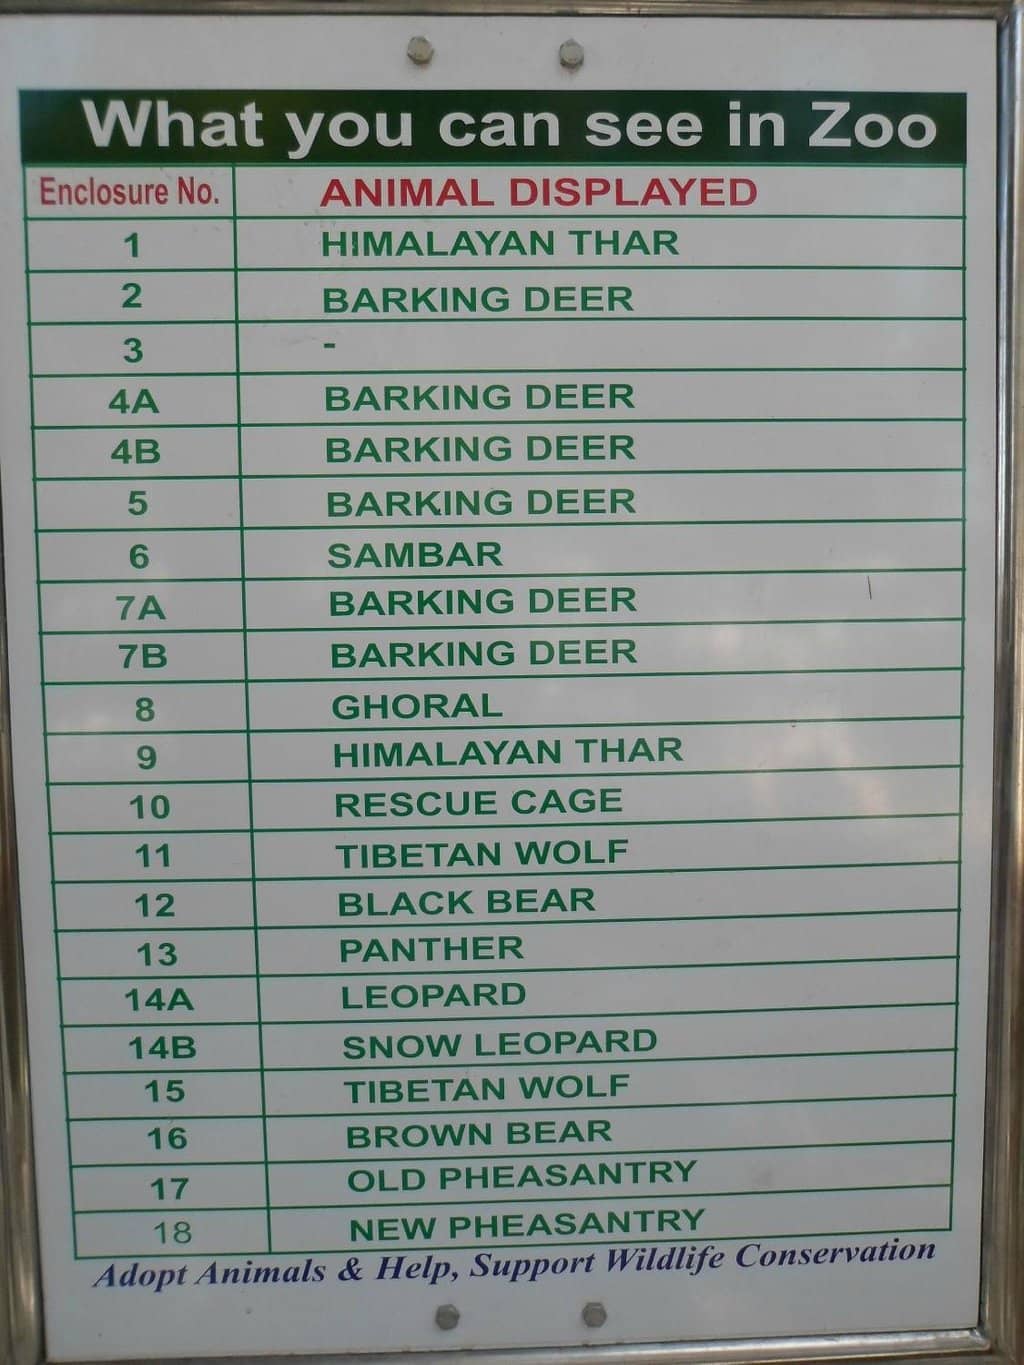 What you can see in Zoo
Enclosure No. ANIMAL DISPLAYED
1 HIMALAYAN THAR
2 BARKING DEER
3 -
4A BARKING DEER
4B BARKING DEER
5 BARKING DEER
6 SAMBAR
7A BARKING DEER
7B BARKING DEER
8 GHORAL
9 HIMALAYAN THAR
10 RESCUE CAGE
11 TIBETAN WOLF
12 BLACK BEAR
13 PANTHER
14A LEOPARD
14B SNOW LEOPARD
15 TIBETAN WOLF
16 BROWN BEAR
17 OLD PHEASANTRY
18 NEW PHEASANTRY
Adopt Animals & Help, Support Wildlife Conservation